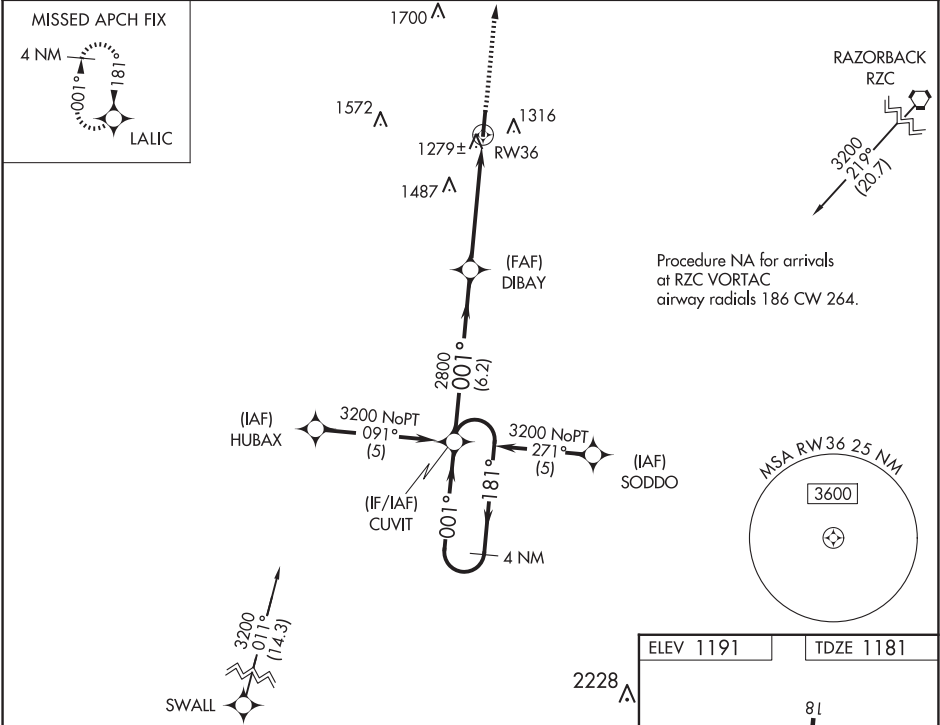 MISSED APCH FIX
4 NM
001°
181°
LALIC
1700
1572
1316
1279±
RW36
1487
RAZORBACK
RZC
3200
219°
(20.7)
(FAF)
DIBAY
Procedure NA for arrivals
at RZC VORTAC
airway radials 186 CW 264.
2800
001°
(6.2)
(IAF)
HUBAX
3200 NoPT
091°
(5)
3200 NoPT
271°
(5)
(IAF)
SODDO
(IF/IAF)
CUVIT
001°
181°
4 NM
MSA RW36 25 NM
3600
3200
011°
(14.3)
SWALL
2228
ELEV 1191
TDZE 1181
18